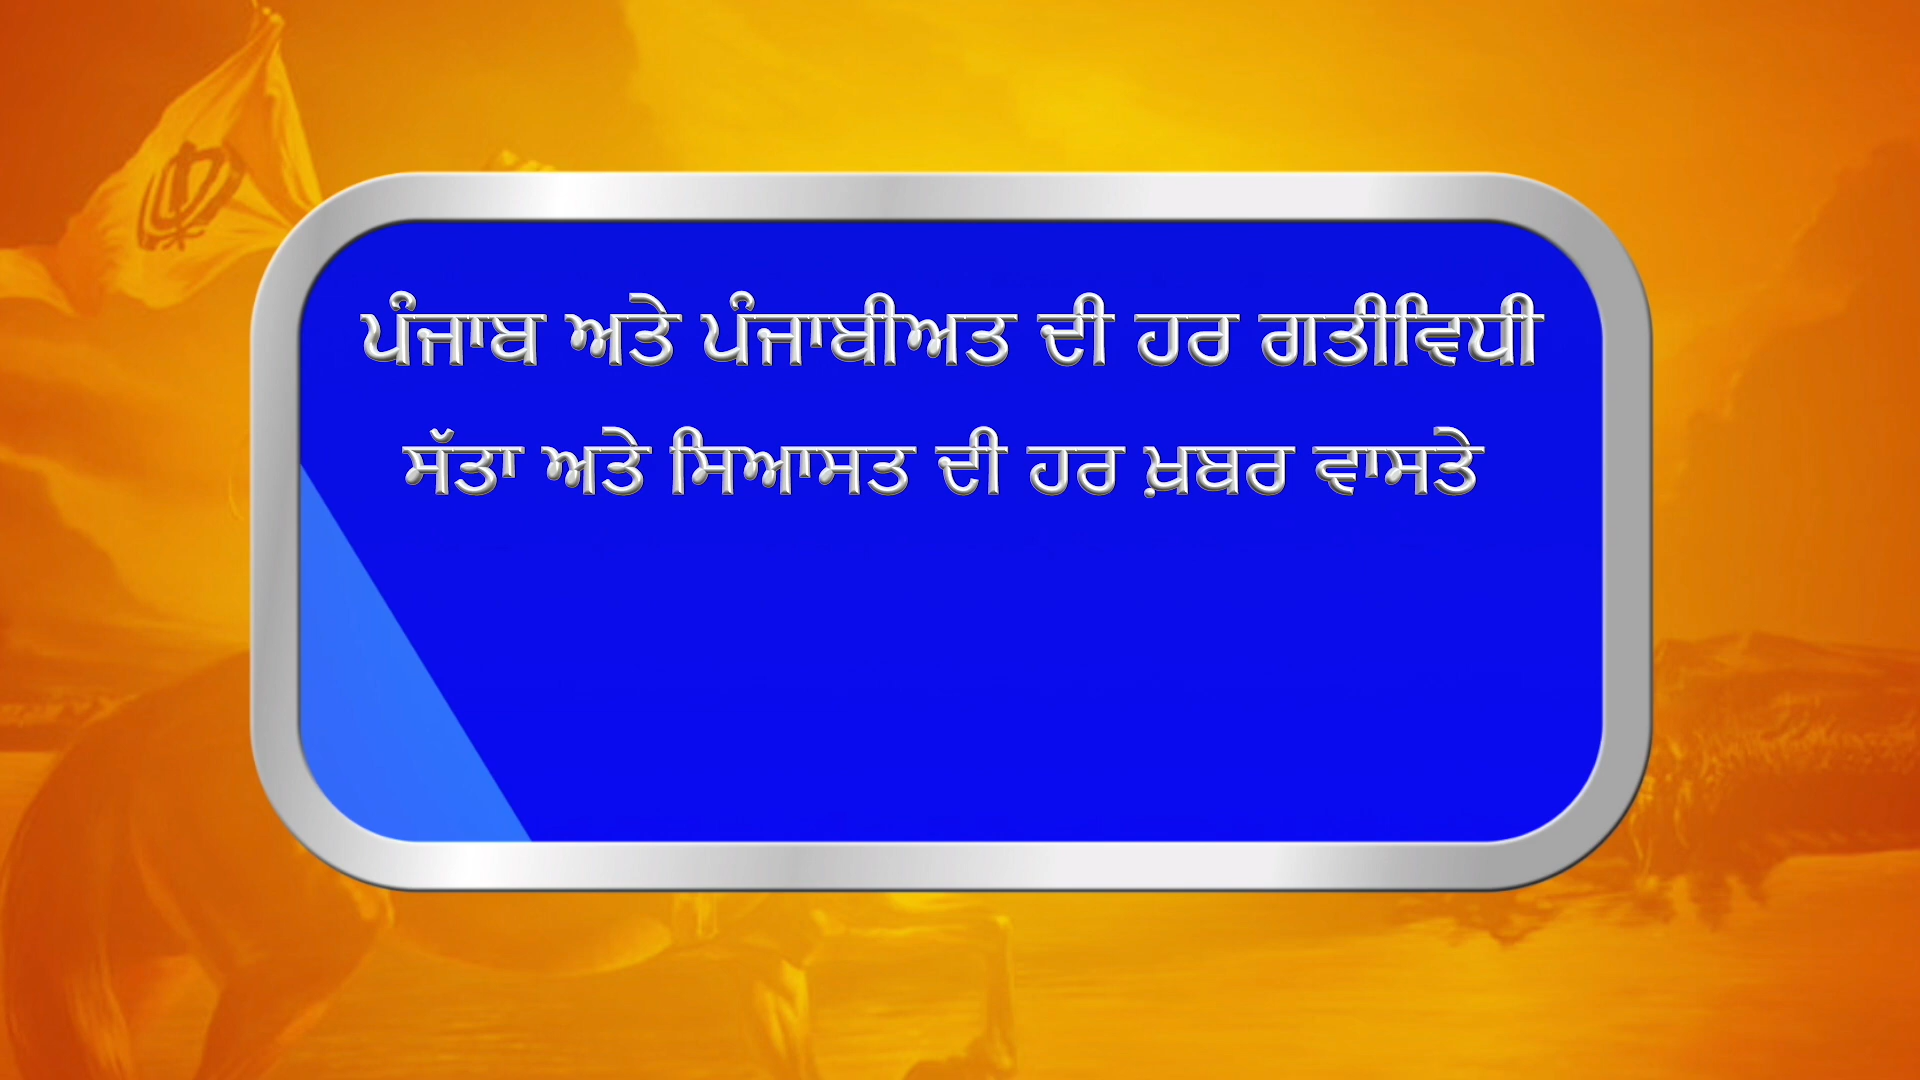 ਪੰਜਾਬ ਅਤੇ ਪੰਜਾਬੀਅਤ ਦੀ ਹਰ ਗਤੀਵਿਧੀ
ਸੱਤਾ ਅਤੇ ਸਿਆਸਤ ਦੀ ਹਰ ਖ਼ਬਰ ਵਾਸਤੇ